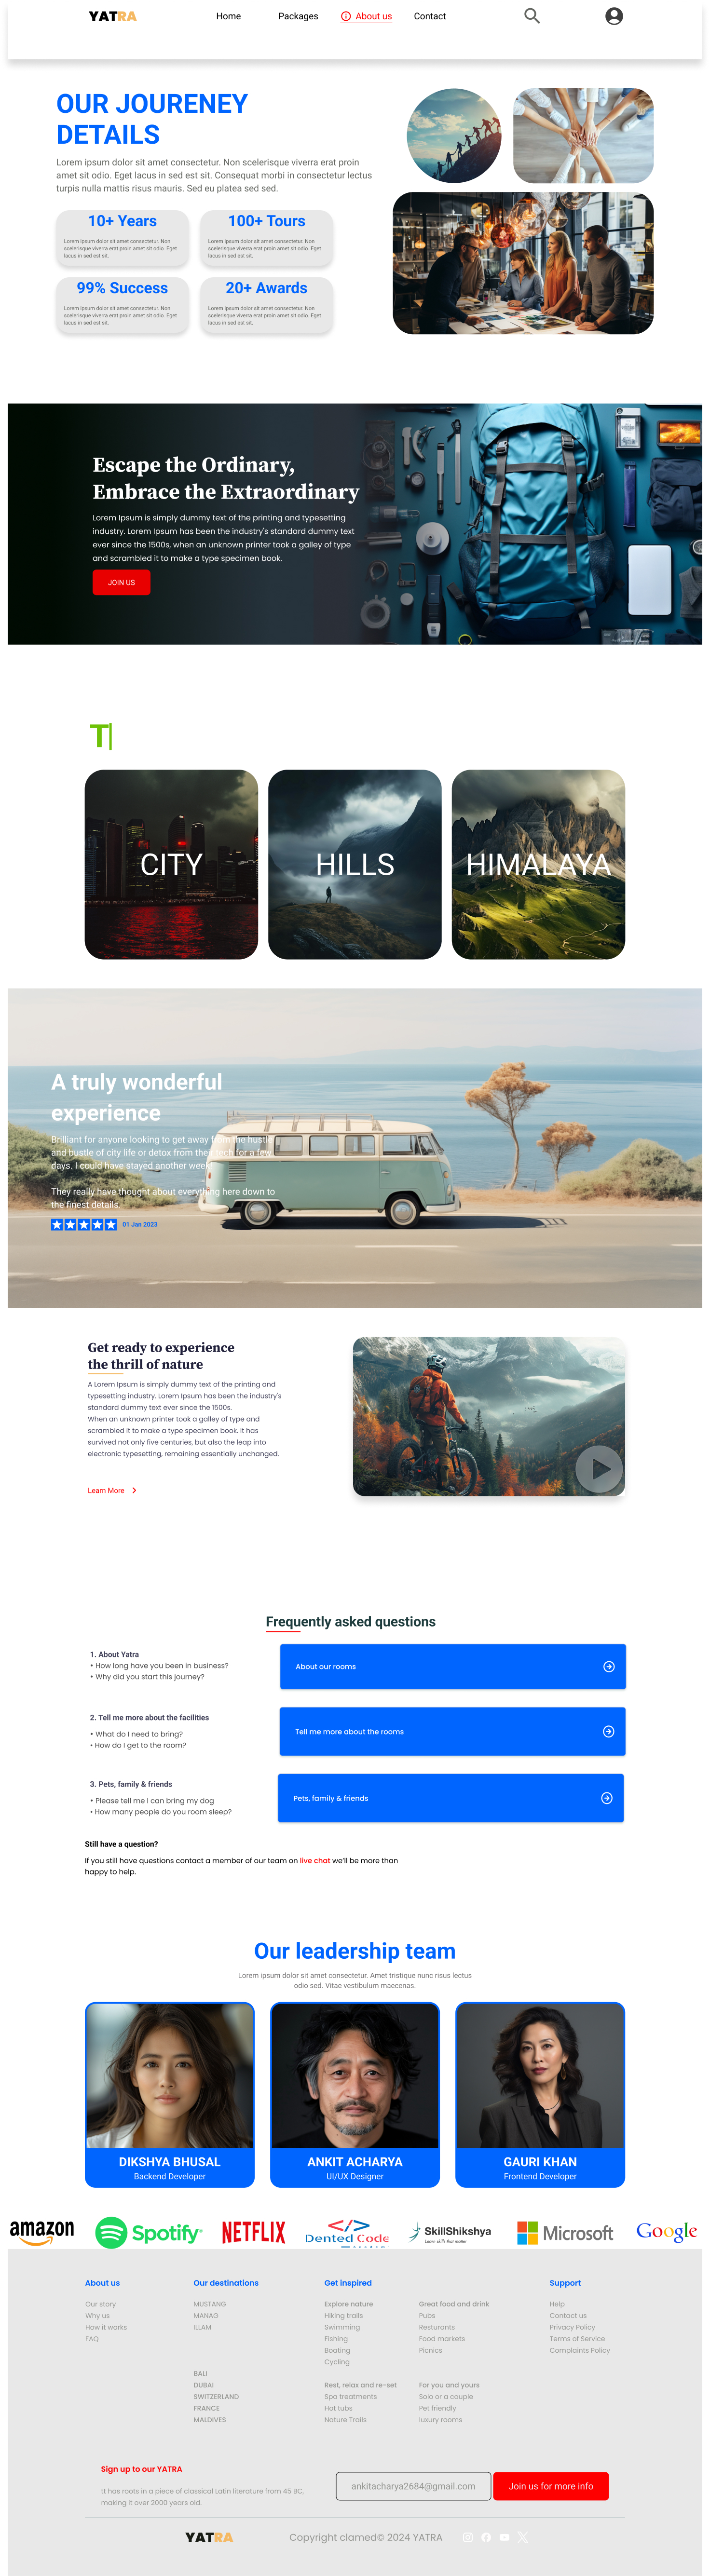 YATRA
Home
Packages
About us
Contact
OUR JOURENEY
DETAILS
Lorem ipsum dolor sit amet consectetur. Non scelerisque viverra erat proin
amet sit odio. Eget lacus in sed est sit. Consequat morbi in consectetur lectus
turpis nulla mattis risus mauris. Sed eu platea sed sed.
10+ Years
Lorem ipsum dolor sit amet consectetur. Non
scelerisque viverra erat proin amet sit odio. Eget
lacus in sed est sit.
100+ Tours
Lorem ipsum dolor sit amet consectetur. Non
scelerisque viverra erat proin amet sit odio. Eget
lacus in sed est sit.
99% Success
Lorem ipsum dolor sit amet consectetur. Non
scelerisque viverra erat proin amet sit odio. Eget
lacus in sed est sit.
20+ Awards
Lorem ipsum dolor sit amet consectetur. Non
scelerisque viverra erat proin amet sit odio. Eget
lacus in sed est sit.
Escape the Ordinary,
Embrace the Extraordinary
Lorem Ipsum is simply dummy text of the printing and typesetting
industry. Lorem Ipsum has been the industry's standard dummy text
ever since the 1500s, when an unknown printer took a galley of type
and scrambled it to make a type specimen book.
JOIN US
T|
CITY
HILLS
HIMALAYA
A truly wonderful
experience
Brilliant for anyone looking to get away from the hustle
and bustle of city life or detox from their tech for a few
days. I could have stayed another week!
They really have thought about everything here down to
the finest details.
01 Jan 2023
Get ready to experience
the thrill of nature
A Lorem Ipsum is simply dummy text of the printing and
typesetting industry. Lorem Ipsum has been the industry's
standard dummy text ever since the 1500s.
When an unknown printer took a galley of type and
scrambled it to make a type specimen book. It has
survived not only five centuries, but also the leap into
electronic typesetting, remaining essentially unchanged.
Learn More
Frequently asked questions
1. About Yatra
• How long have you been in business?
• Why did you start this journey?
About our rooms
2. Tell me more about the facilities
• What do I need to bring?
• How do I get to the room?
Tell me more about the rooms
3. Pets, family & friends
• Please tell me I can bring my dog
• How many people do you room sleep?
Pets, family & friends
Still have a question?
If you still have questions contact a member of our team on live chat we'll be more than
happy to help.
Our leadership team
Lorem ipsum dolor sit amet consectetur. Amet tristique nunc risus lectus
odio sed. Vitae vestibulum maecenas.
DIKSHYA BHUSAL
Backend Developer
ANKIT ACHARYA
UI/UX Designer
GAURI KHAN
Frontend Developer
amazon
Spotify
NETFLIX
Dented Code
SkillShikshya
Learn skills that matter
Microsoft
Google
About us
Our story
Why us
How it works
FAQ
Our destinations
MUSTANG
MANAG
ILLAM
BALI
DUBAI
SWITZERLAND
FRANCE
MALDIVES
Get inspired
Explore nature
Hiking trails
Swimming
Fishing
Boating
Cycling
Rest, relax and re-set
Spa treatments
Hot tubs
Nature Trails
Great food and drink
Pubs
Resturants
Food markets
Picnics
For you and yours
Solo or a couple
Pet friendly
luxury rooms
Support
Help
Contact us
Privacy Policy
Terms of Service
Complaints Policy
Sign up to our YATRA
tt has roots in a piece of classical Latin literature from 45 BC,
making it over 2000 years old.
ankitacharya2684@gmail.com
Join us for more info
YATRA
Copyright clamed© 2024 YATRA